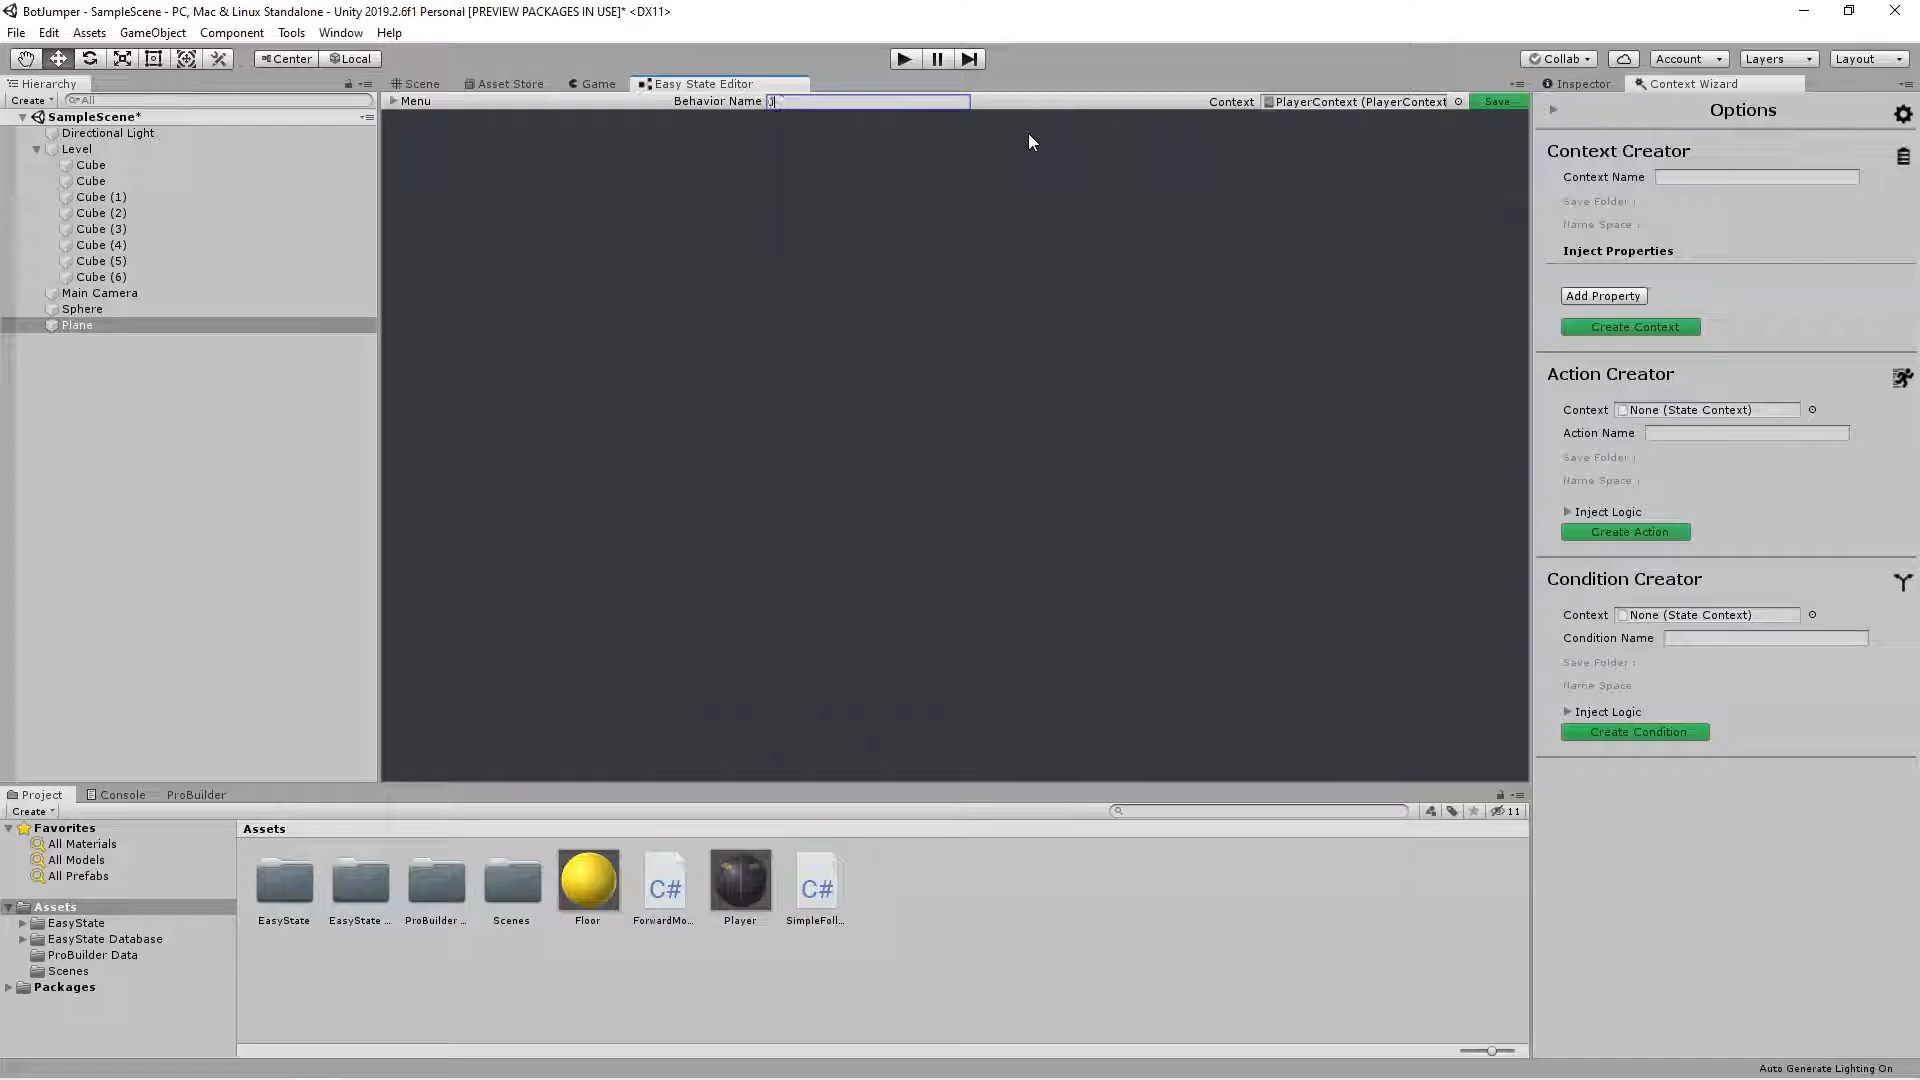 BotJumper - SampleScene - PC, Mac & Linux Standalone - Unity 2019.2.6f1 Personal [PREVIEW PACKAGES IN USE]* <DX11>
File Edit Assets GameObject Component Tools Window Help
Center Local Collab Account Layers Layout
Hierarchy
Create All
SampleScene*
Directional Light
Level
Cube
Cube
Cube (1)
Cube (2)
Cube (3)
Cube (4)
Cube (5)
Cube (6)
Main Camera
Sphere
Plane
Scene Asset Store Game Easy State Editor
Menu Behavior Name Context PlayerContext (PlayerContext Save
Inspector Context Wizard
Options
Context Creator
Context Name
Save Folder :
Name Space :
Inject Properties
Add Property
Create Context
Action Creator
Context None (State Context)
Action Name
Save Folder :
Name Space :
Inject Logic
Create Action
Condition Creator
Context None (State Context)
Condition Name
Save Folder :
Name Space
Inject Logic
Create Condition
Project Console ProBuilder
Create
11
Favorites
All Materials
All Models
All Prefabs
Assets
EasyState
EasyState Database
ProBuilder Data
Scenes
Packages
Assets
C# C#
EasyState EasyState ... ProBuilder ... Scenes Floor ForwardMo... Player SimpleFoll...
Auto Generate Lighting On